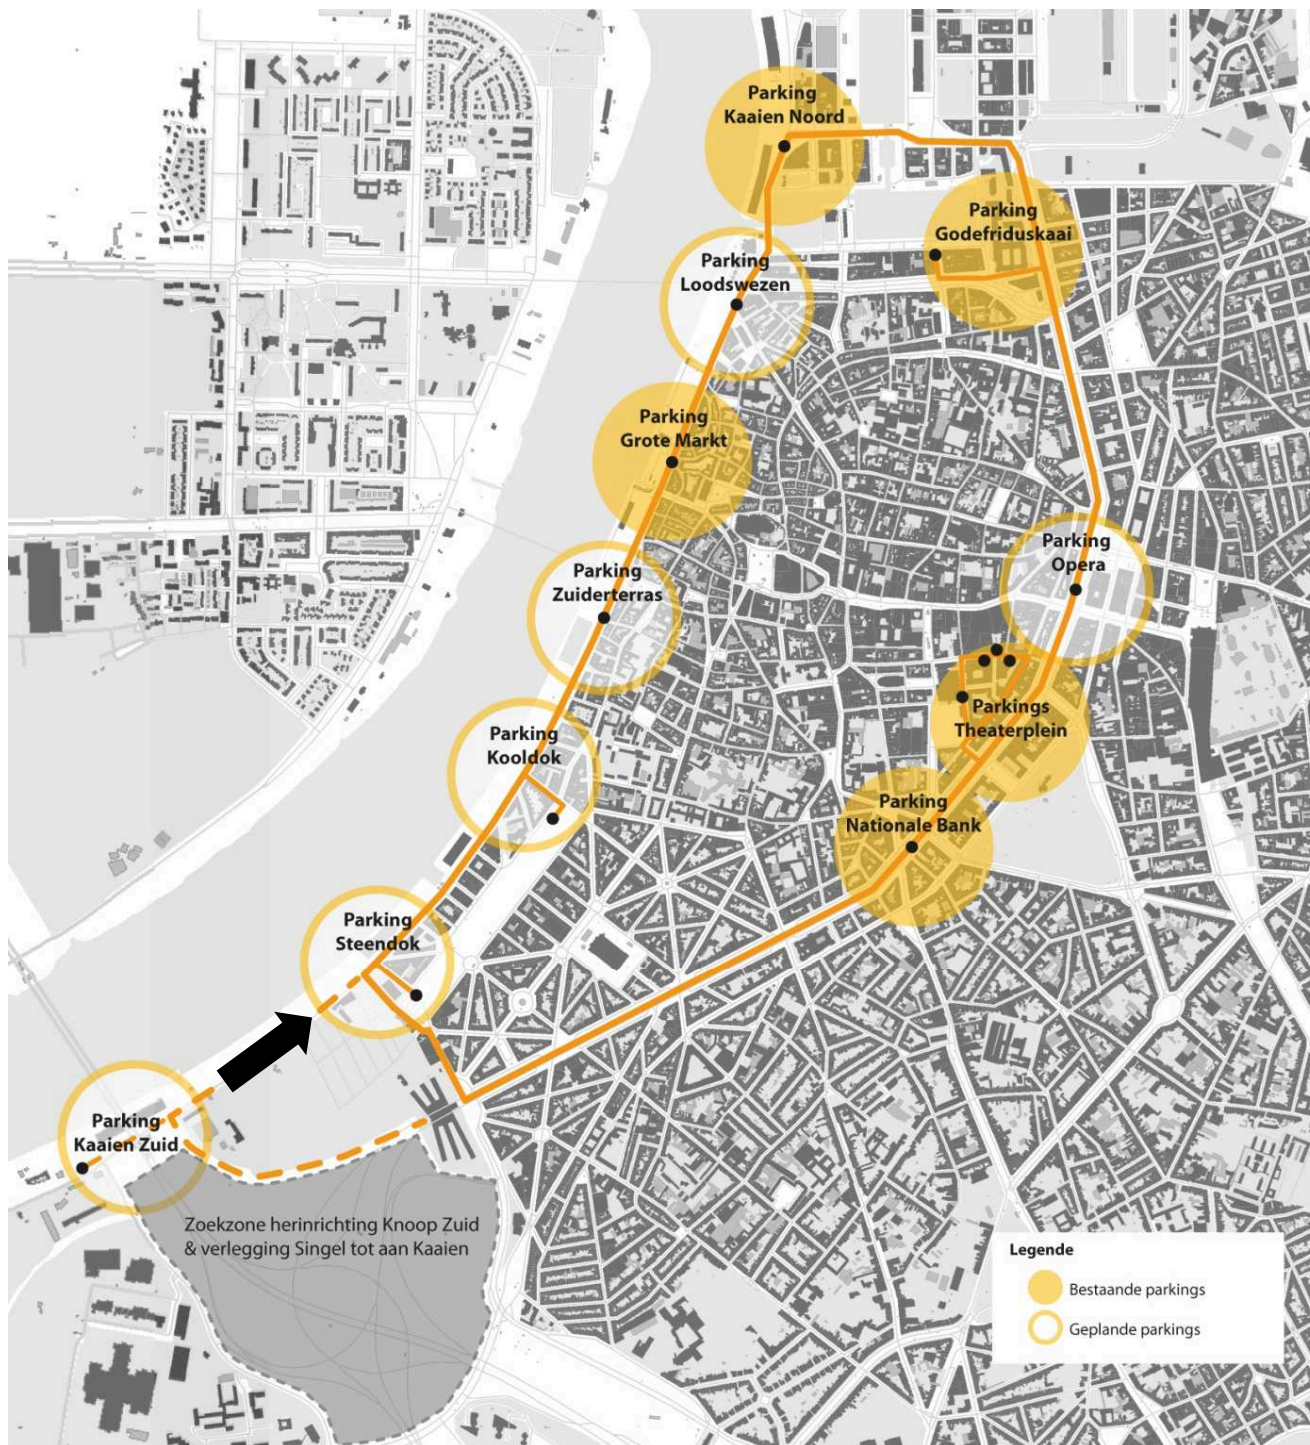 Parking
Kaaien Noord
Parking
Godefriduskaai
Parking
Loodswezen
Parking
Grote Markt
Parking
Opera
Parking
Zuiderterras
Parkings
Theaterplein
Parking
Kooldok
Parking
Nationale Bank
Parking
Steendok
Parking
Kaaien Zuid
Zoekzone herinrichting Knoop Zuid
& verlegging Singel tot aan Kaaien
Legende
Bestaande parkings
Geplande parkings